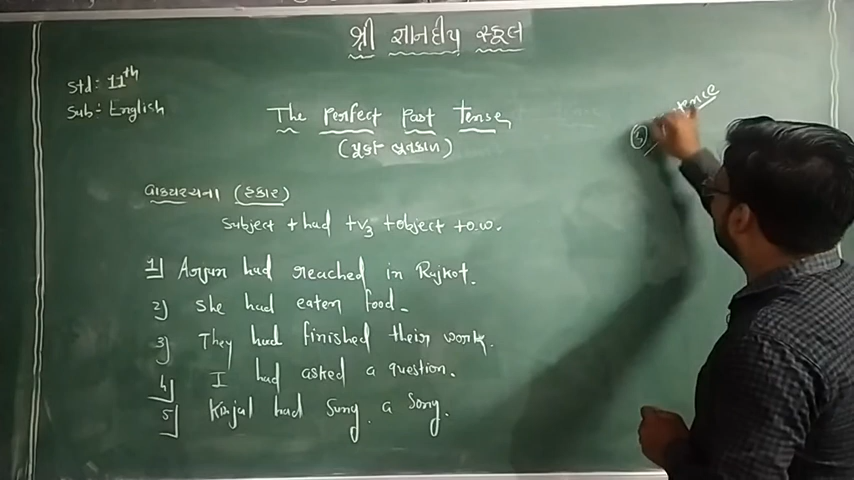 શ્રી જ્ઞાનદીપ સ્કૂલ
Std: 11th
Sub: English
The Perfect Past Tense,
(પૂર્ણ ભૂતકાળ)
વાક્યરચના (હકાર)
Subject + had + V3 + object + o.w.
1) Arjun had reached in Rajkot.
2) She had eaten food.
3) They had finished their work.
4) I had asked a question.
5) Kinjal had sung a song.